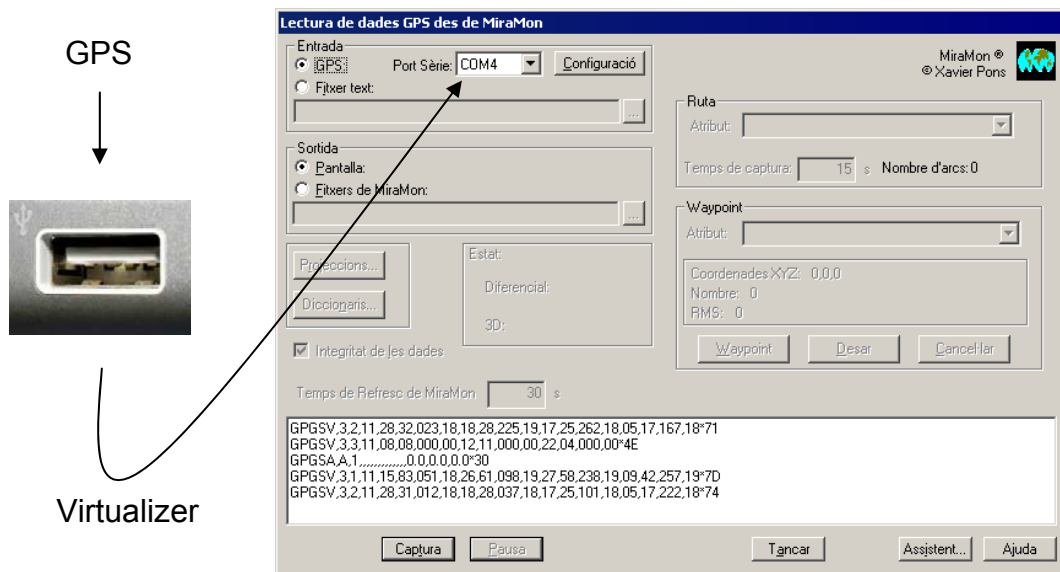 GPS
Virtualizer
Lectura de dades GPS des de MiraMon
Entrada
GPS: Port Sèrie: COM4 Configuració
Fitxer text:
...
Sortida
Pantalla:
Fitxers de MiraMon:
...
Projeccions...
Diccionaris...
Estat:
Diferencial:
3D:
Integritat de les dades
Temps de Refresc de MiraMon 30 s
MiraMon ®
© Xavier Pons
Ruta
Atribut:
Temps de captura: 15 s Nombre d'arcs: 0
Waypoint
Atribut:
Coordenades XYZ: 0,0,0
Nombre: 0
RMS: 0
Waypoint Desar Cancel·lar
GPGSV,3,2,11,28,32,023,18,18,28,225,19,17,25,262,18,05,17,167,18*71
GPGSV,3,3,11,08,08,000,00,12,11,000,00,22,04,000,00*4E
GPGSA,A,1,,,,,,,,,,,,,0.0,0.0,0.0*30
GPGSV,3,1,11,15,83,051,18,26,61,098,19,27,58,238,19,09,42,257,19*7D
GPGSV,3,2,11,28,31,012,18,18,28,037,18,17,25,101,18,05,17,222,18*74
Captura Pausa Tancar Assistent... Ajuda